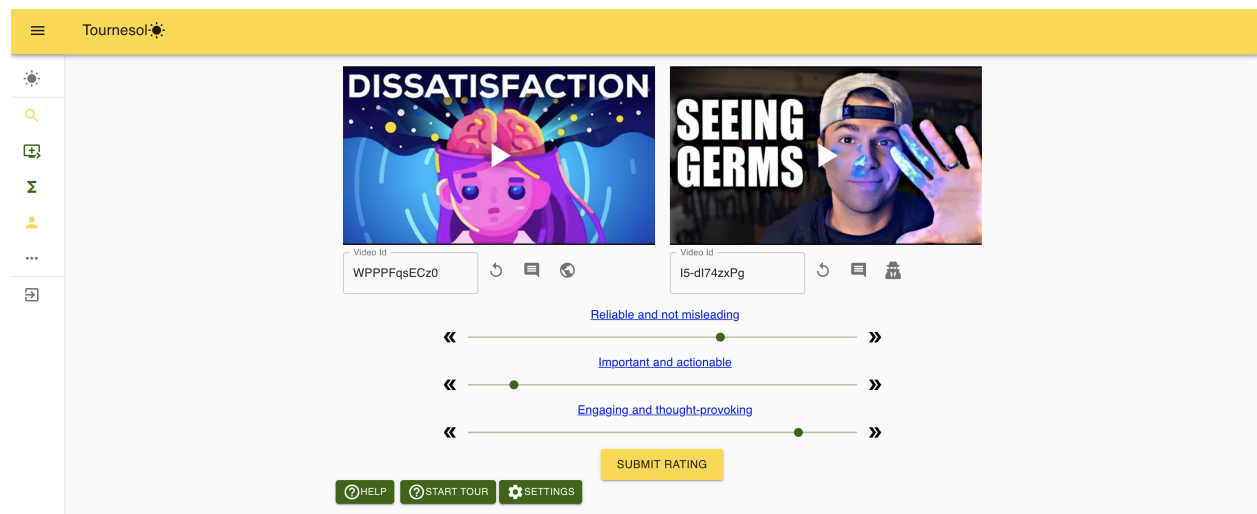 Tournesol
DISSATISFACTION
SEEING
GERMS
Video Id
WPPPFqsECz0
Video Id
I5-dI74zxPg
Reliable and not misleading
«
»
Important and actionable
«
»
Engaging and thought-provoking
«
»
SUBMIT RATING
HELP
START TOUR
SETTINGS